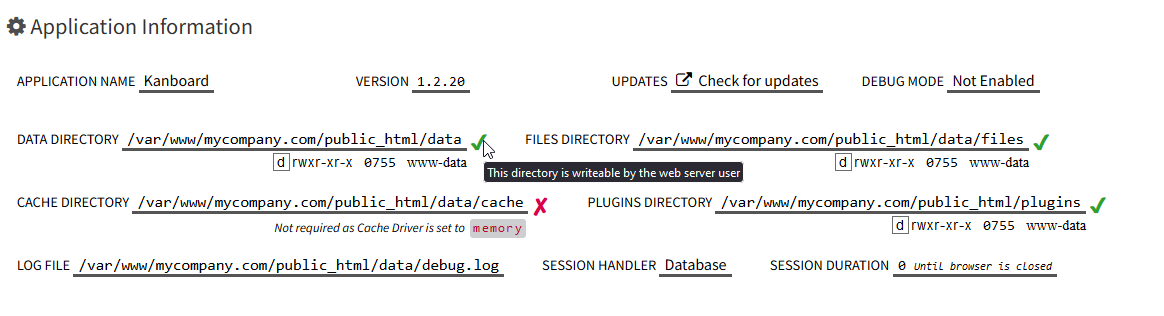 Application Information
APPLICATION NAME Kanboard VERSION 1.2.20 UPDATES Check for updates DEBUG MODE Not Enabled
DATA DIRECTORY /var/www/mycompany.com/public_html/data FILES DIRECTORY /var/www/mycompany.com/public_html/data/files
d rwxr-xr-x 0755 www-data d rwxr-xr-x 0755 www-data
This directory is writeable by the web server user
CACHE DIRECTORY /var/www/mycompany.com/public_html/data/cache PLUGINS DIRECTORY /var/www/mycompany.com/public_html/plugins
Not required as Cache Driver is set to memory d rwxr-xr-x 0755 www-data
LOG FILE /var/www/mycompany.com/public_html/data/debug.log SESSION HANDLER Database SESSION DURATION 0 Until browser is closed